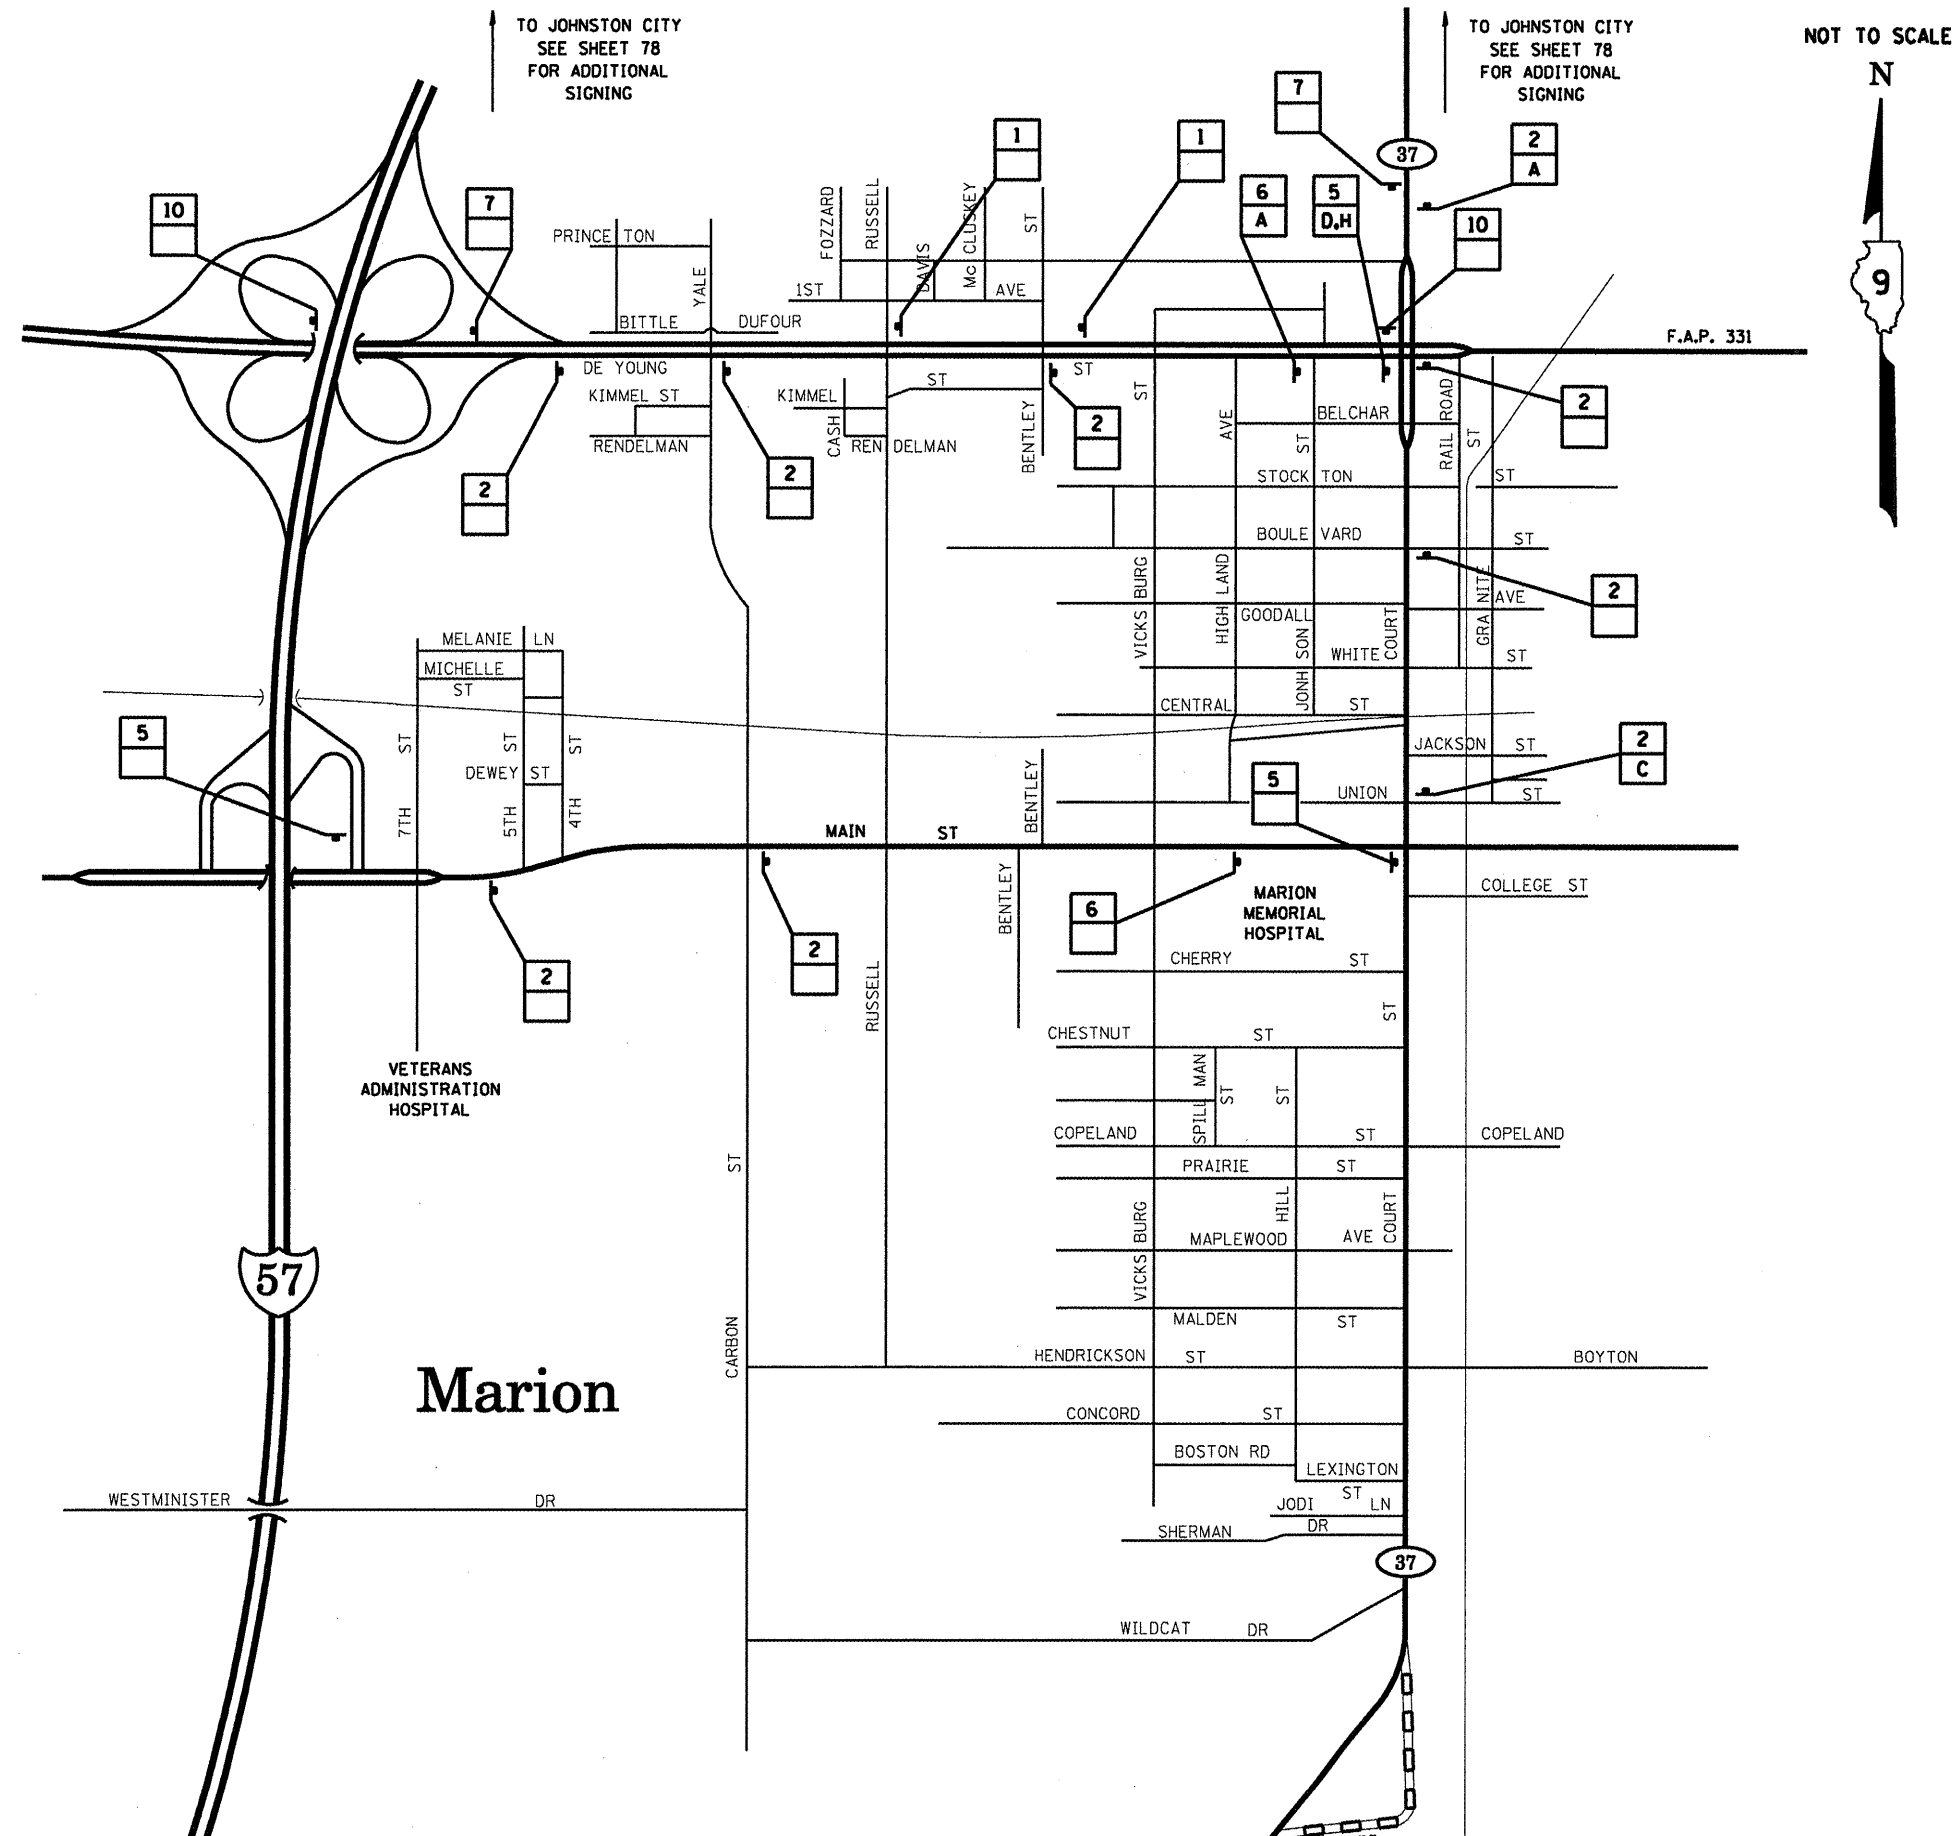 TO JOHNSTON CITY
SEE SHEET 78
FOR ADDITIONAL
SIGNING
TO JOHNSTON CITY
SEE SHEET 78
FOR ADDITIONAL
SIGNING
NOT TO SCALE
N
9
7
1
1
37
2
A
10
7
6
A
5
D.H
10
FOZZARD
RUSSELL
DAVIS
Mc CLUSKEY
ST
PRINCE TON
YALE
1ST AVE
BITTLE
DUFOUR
F.A.P. 331
DE YOUNG
ST
KIMMEL ST
RENDELMAN
KIMMEL
ST
CASH
REN DELMAN
BENTLEY
2
2
2
2
ST
AVE
ST
BELCHAR
RAIL ROAD
ST
STOCK TON
ST
BOULE VARD
ST
2
VICKS BURG
HIGH LAND
GOODALL
AVE
JONH SON
COURT
GRA NITE
WHITE
ST
MELANIE LN
MICHELLE
ST
CENTRAL
ST
5
7TH
ST
5TH
ST
4TH
ST
DEWEY ST
JACKSON ST
2
C
BENTLEY
5
UNION
ST
MAIN ST
COLLEGE ST
BENTLEY
6
MARION
MEMORIAL
HOSPITAL
2
2
CHERRY ST
RUSSELL
ST
CHESTNUT ST
VETERANS
ADMINISTRATION
HOSPITAL
SPILL MAN
ST
ST
COPELAND ST
COPELAND
PRAIRIE ST
ST
HILL
COURT
VICKS BURG
MAPLEWOOD AVE
57
MALDEN ST
CARBON
HENDRICKSON ST
BOYTON
Marion
CONCORD ST
BOSTON RD
LEXINGTON
ST
WESTMINISTER DR
JODI LN
SHERMAN DR
37
WILDCAT DR